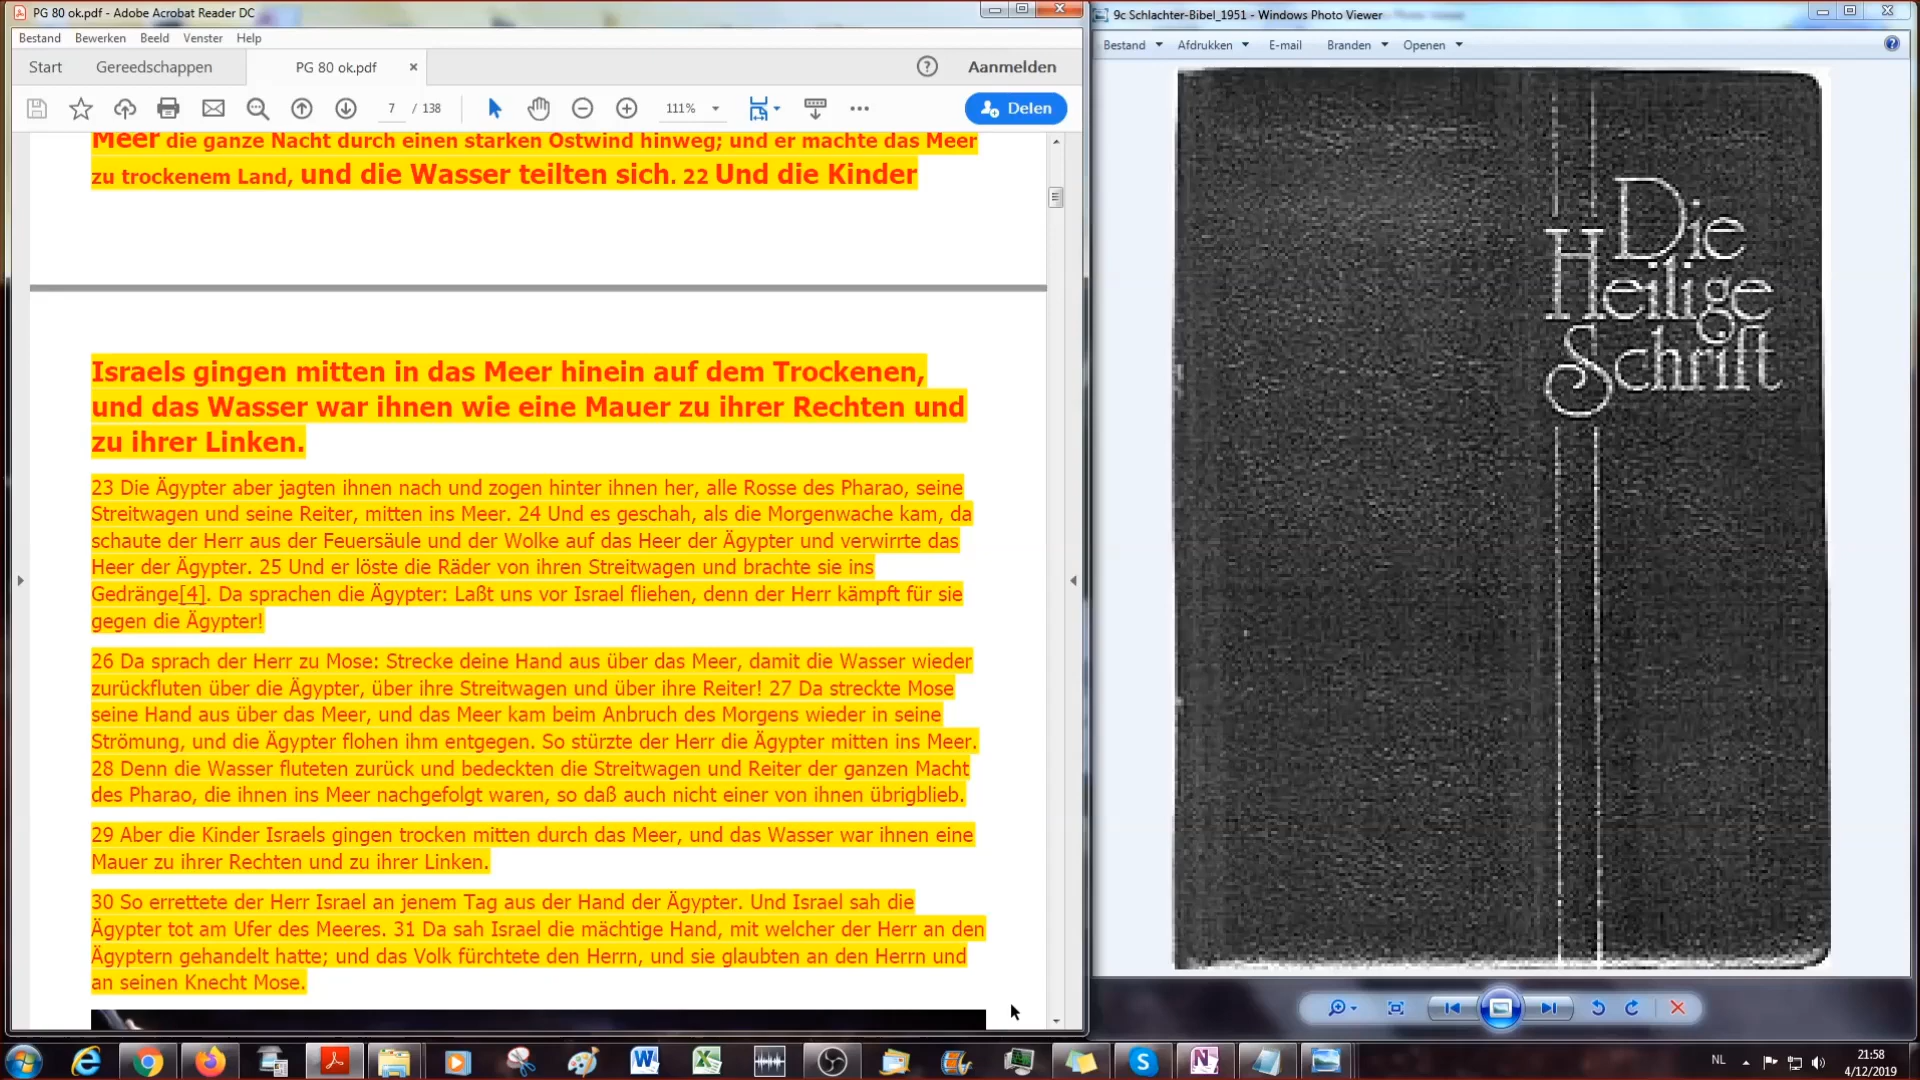 PG 80 ok.pdf - Adobe Acrobat Reader DC
Bestand Bewerken Beeld Venster Help
Start Gereedschappen PG 80 ok.pdf × Aanmelden
7 / 138 111% Delen
Meer die ganze Nacht durch einen starken Ostwind hinweg; und er machte das Meer
zu trockenem Land, und die Wasser teilten sich. 22 Und die Kinder
Israels gingen mitten in das Meer hinein auf dem Trockenen,
und das Wasser war ihnen wie eine Mauer zu ihrer Rechten und
zu ihrer Linken.
23 Die Ägypter aber jagten ihnen nach und zogen hinter ihnen her, alle Rosse des Pharao, seine
Streitwagen und seine Reiter, mitten ins Meer. 24 Und es geschah, als die Morgenwache kam, da
schaute der Herr aus der Feuersäule und der Wolke auf das Heer der Ägypter und verwirrte das
Heer der Ägypter. 25 Und er löste die Räder von ihren Streitwagen und brachte sie ins
Gedränge[4]. Da sprachen die Ägypter: Laßt uns vor Israel fliehen, denn der Herr kämpft für sie
gegen die Ägypter!
26 Da sprach der Herr zu Mose: Strecke deine Hand aus über das Meer, damit die Wasser wieder
zurückfluten über die Ägypter, über ihre Streitwagen und über ihre Reiter! 27 Da streckte Mose
seine Hand aus über das Meer, und das Meer kam beim Anbruch des Morgens wieder in seine
Strömung, und die Ägypter flohen ihm entgegen. So stürzte der Herr die Ägypter mitten ins Meer.
28 Denn die Wasser fluteten zurück und bedeckten die Streitwagen und Reiter der ganzen Macht
des Pharao, die ihnen ins Meer nachgefolgt waren, so daß auch nicht einer von ihnen übrigblieb.
29 Aber die Kinder Israels gingen trocken mitten durch das Meer, und das Wasser war ihnen eine
Mauer zu ihrer Rechten und zu ihrer Linken.
30 So errettete der Herr Israel an jenem Tag aus der Hand der Ägypter. Und Israel sah die
Ägypter tot am Ufer des Meeres. 31 Da sah Israel die mächtige Hand, mit welcher der Herr an den
Ägyptern gehandelt hatte; und das Volk fürchtete den Herrn, und sie glaubten an den Herrn und
an seinen Knecht Mose.
9c Schlachter-Bibel_1951 - Windows Photo Viewer
Bestand Afdrukken E-mail Branden Openen
Die
Heilige
Schrift
NL
21:58
4/12/2019